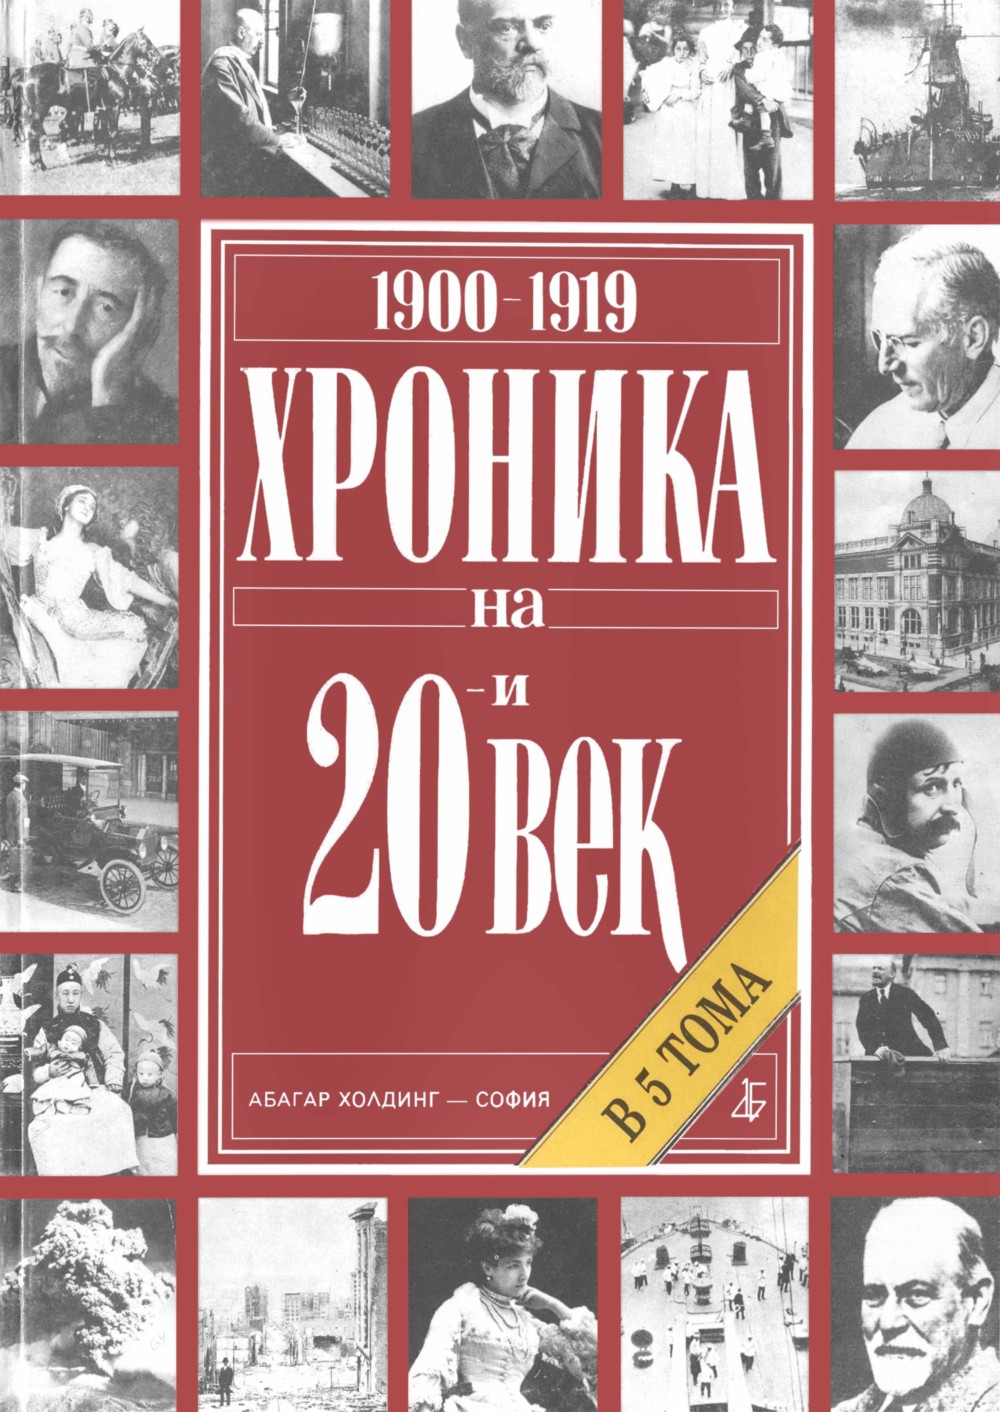 1900-1919
ХРОНИКА
на
20-и век
В 5 ТОМА
АБАГАР ХОЛДИНГ — СОФИЯ